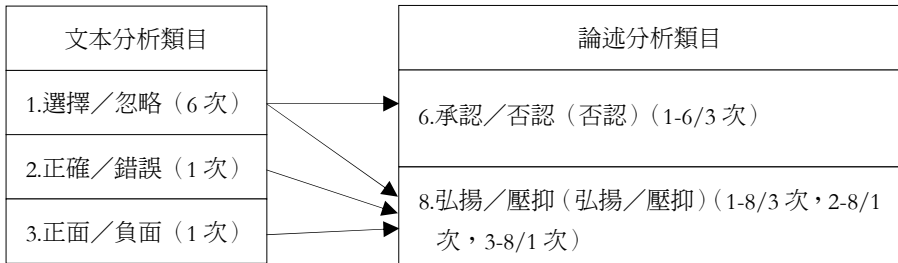 文本分析類目
1.選擇／忽略（6 次）
2.正確／錯誤（1 次）
3.正面／負面（1 次）
論述分析類目
6.承認／否認（否認）（1-6/3 次）
8.弘揚／壓抑（弘揚／壓抑）（1-8/3 次，2-8/1
次，3-8/1 次）